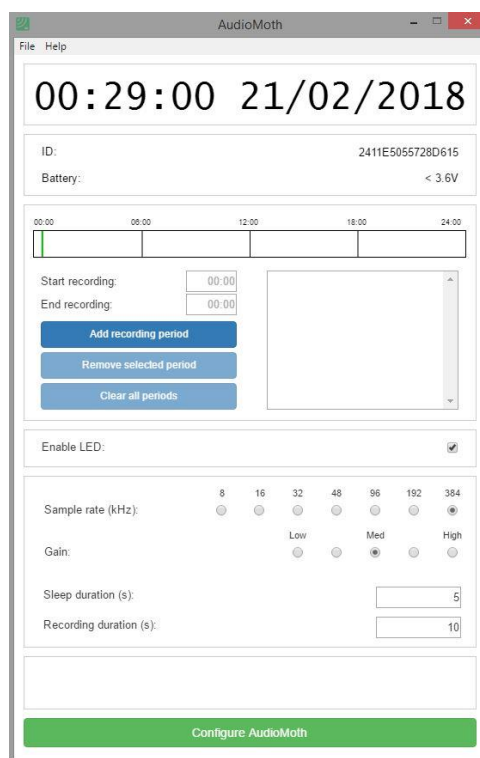 AudioMoth
File Help
00:29:00 21/02/2018
ID: 2411E5055728D615
Battery: < 3.6V
00:00 06:00 12:00 18:00 24:00
Start recording: 00:00
End recording: 00:00
Add recording period
Remove selected period
Clear all periods
Enable LED:
8 16 32 48 96 192 384
Sample rate (kHz):
Low Med High
Gain:
Sleep duration (s): 5
Recording duration (s): 10
Configure AudioMoth